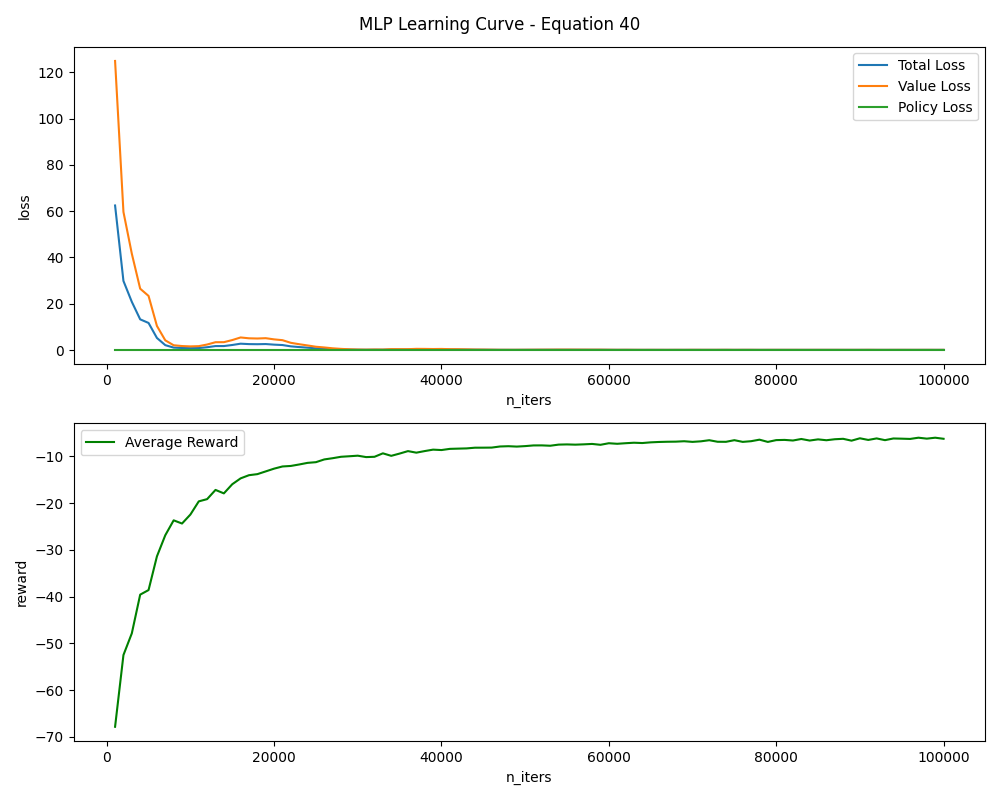 MLP Learning Curve - Equation 40
120
100
80
60
40
20
0
loss
Total Loss
Value Loss
Policy Loss
0 20000 40000 60000 80000 100000
n_iters
−10
−20
−30
−40
−50
−60
−70
reward
Average Reward
0 20000 40000 60000 80000 100000
n_iters